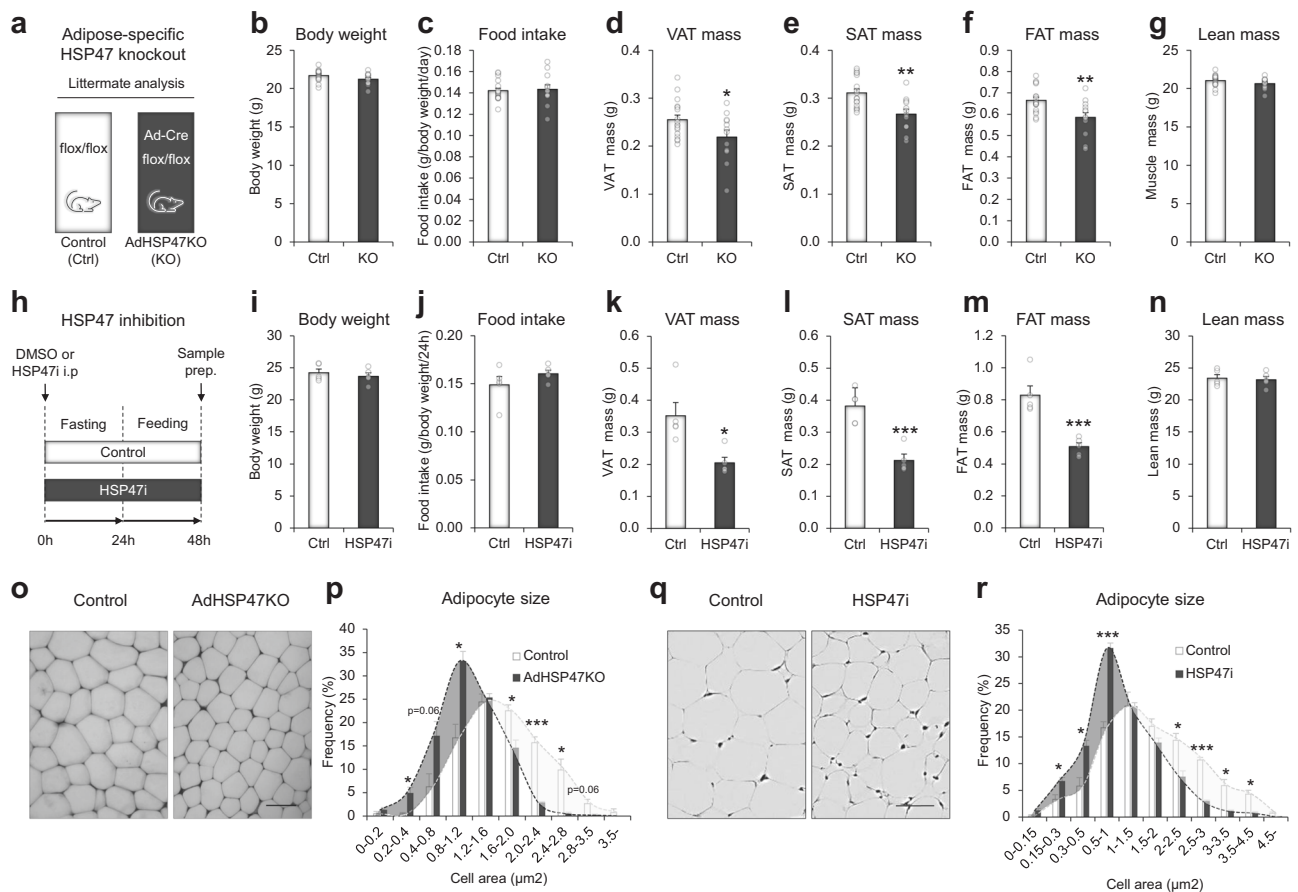 a
Adipose-specific
HSP47 knockout
Littermate analysis
flox/flox
Ad-Cre
flox/flox
Control
(Ctrl)
AdHSP47KO
(KO)
b
Body weight
Body weight (g)
25
20
15
10
5
0
Ctrl
KO
c
Food intake
Food intake (g/body weight/day)
0.18
0.16
0.14
0.12
0.10
0.08
0.06
0.04
0.02
0.00
Ctrl
KO
d
VAT mass
VAT mass (g)
0.4
0.3
0.2
0.1
0.0
*
Ctrl
KO
e
SAT mass
SAT mass (g)
0.4
0.3
0.2
0.1
0.0
**
Ctrl
KO
f
FAT mass
FAT mass (g)
0.9
0.8
0.7
0.6
0.5
0.4
0.3
0.2
0.1
0.0
**
Ctrl
KO
g
Lean mass
Muscle mass (g)
25
20
15
10
5
0
Ctrl
KO
h
HSP47 inhibition
DMSO or
HSP47i i.p
Sample
prep.
Fasting
Feeding
Control
HSP47i
0h
24h
48h
i
Body weight
Body weight (g)
30
25
20
15
10
5
0
Ctrl
HSP47i
j
Food intake
Food intake (g/body weight/24h)
0.20
0.15
0.10
0.05
0.00
Ctrl
HSP47i
k
VAT mass
VAT mass (g)
0.6
0.5
0.4
0.3
0.2
0.1
0.0
*
Ctrl
HSP47i
l
SAT mass
SAT mass (g)
0.6
0.5
0.4
0.3
0.2
0.1
0.0
***
Ctrl
HSP47i
m
FAT mass
FAT mass (g)
1.2
1.0
0.8
0.6
0.4
0.2
0.0
***
Ctrl
HSP47i
n
Lean mass
Lean mass (g)
30
25
20
15
10
5
0
Ctrl
HSP47i
o
Control
AdHSP47KO
p
Adipocyte size
Frequency (%)
40
35
30
25
20
15
10
5
0
Control
AdHSP47KO
*
p=0.06
*
*
***
*
p=0.06
0-0.2
0.2-0.4
0.4-0.8
0.8-1.2
1.2-1.6
1.6-2.0
2.0-2.4
2.4-2.8
2.8-3.5
3.5-
Cell area (µm2)
q
Control
HSP47i
r
Adipocyte size
Frequency (%)
35
30
25
20
15
10
5
0
Control
HSP47i
*
*
***
*
***
*
*
0-0.15
0.15-0.3
0.3-0.5
0.5-1
1-1.5
1.5-2
2-2.5
2.5-3
3-3.5
3.5-4.5
4.5-
Cell area (µm2)